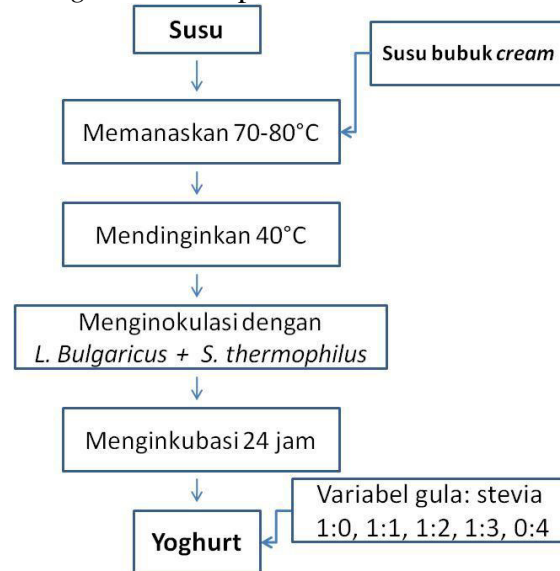 Susu
Susu bubuk cream
Memanaskan 70-80°C
Mendinginkan 40°C
Menginokulasi dengan
L. Bulgaricus + S. thermophilus
Menginkubasi 24 jam
Variabel gula: stevia
1:0, 1:1, 1:2, 1:3, 0:4
Yoghurt